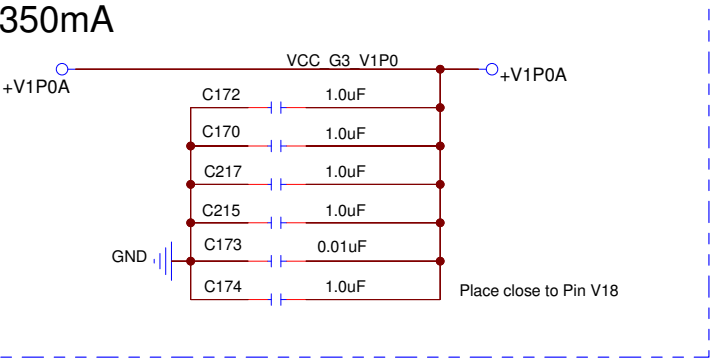 350mA
VCC_G3_V1P0
+V1P0A
+V1P0A
C172 1.0uF
C170 1.0uF
C217 1.0uF
C215 1.0uF
C173 0.01uF
GND
C174 1.0uF
Place close to Pin V18